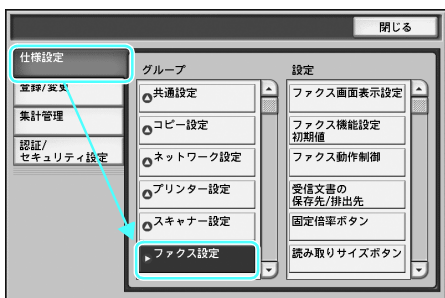 閉じる
仕様設定
登録/変更
集計管理
認証/
セキュリティ設定
グループ
共通設定
コピー設定
ネットワーク設定
プリンター設定
スキャナー設定
ファクス設定
設定
ファクス画面表示設定
ファクス機能設定
初期値
ファクス動作制御
受信文書の
保存先/排出先
固定倍率ボタン
読み取りサイズボタン